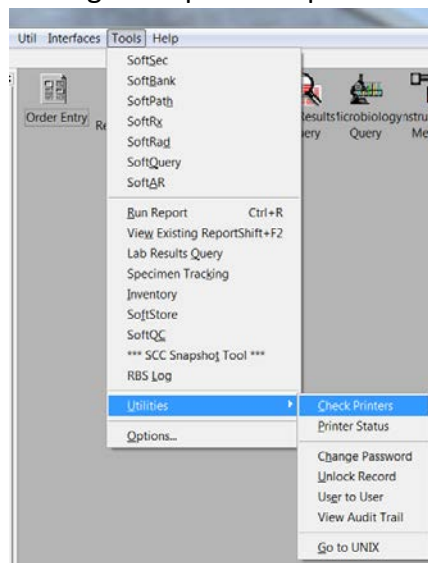 Util Interfaces Tools Help
SoftSec
SoftBank
SoftPath
SoftRx
SoftRad
SoftQuery
SoftAR
Run Report Ctrl+R
View Existing ReportShift+F2
Lab Results Query
Specimen Tracking
Inventory
SoftStore
SoftQC
*** SCC Snapshot Tool ***
RBS Log
Utilities
Options...
Check Printers
Printer Status
Change Password
Unlock Record
User to User
View Audit Trail
Go to UNIX
Order Entry
Query